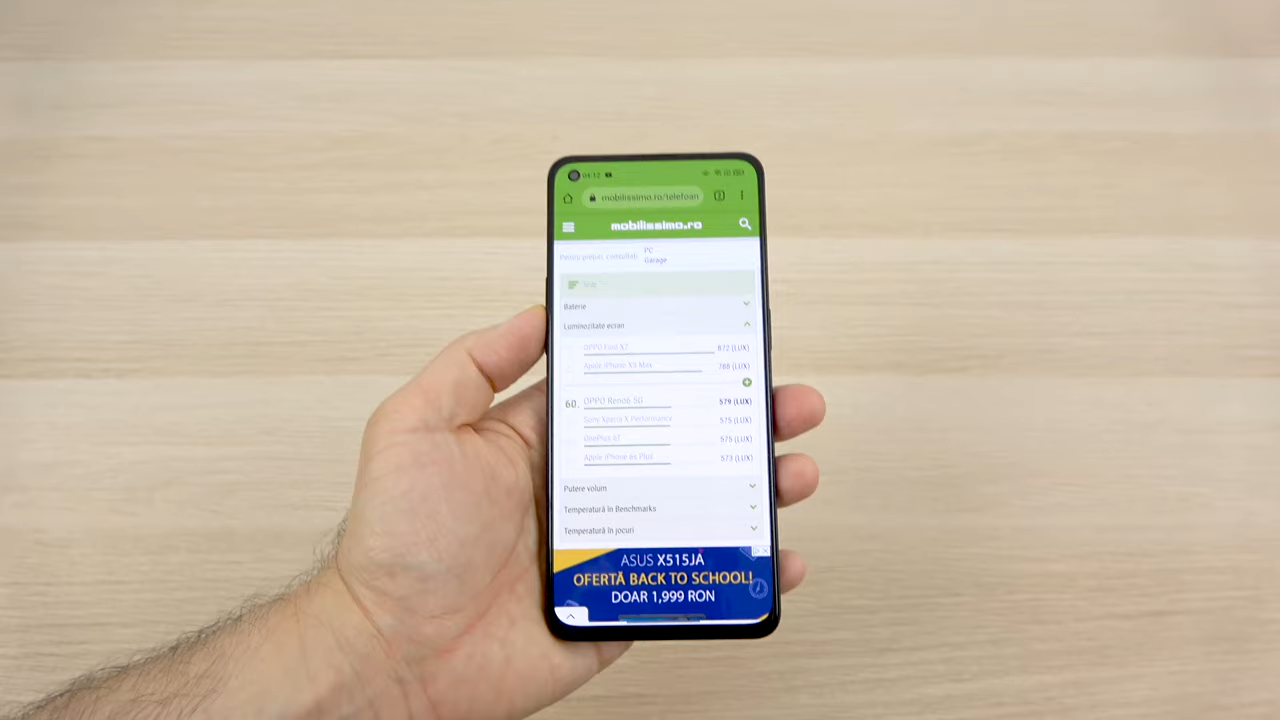 04:12
mobilissimo.ro/telefoan
mobilissimo.ro
Pentru prețuri, consultați
PC
Garage
Baterie
Luminozitate ecran
OPPO Find X2 872 (LUX)
Apple iPhone XS Max 788 (LUX)
60. OPPO Reno6 5G 579 (LUX)
Sony Xperia X Performance 575 (LUX)
OnePlus 6T 575 (LUX)
Apple iPhone 6s Plus 573 (LUX)
Putere volum
Temperatură în Benchmarks
Temperatură în jocuri
ASUS X515JA
OFERTĂ BACK TO SCHOOL!
DOAR 1,999 RON